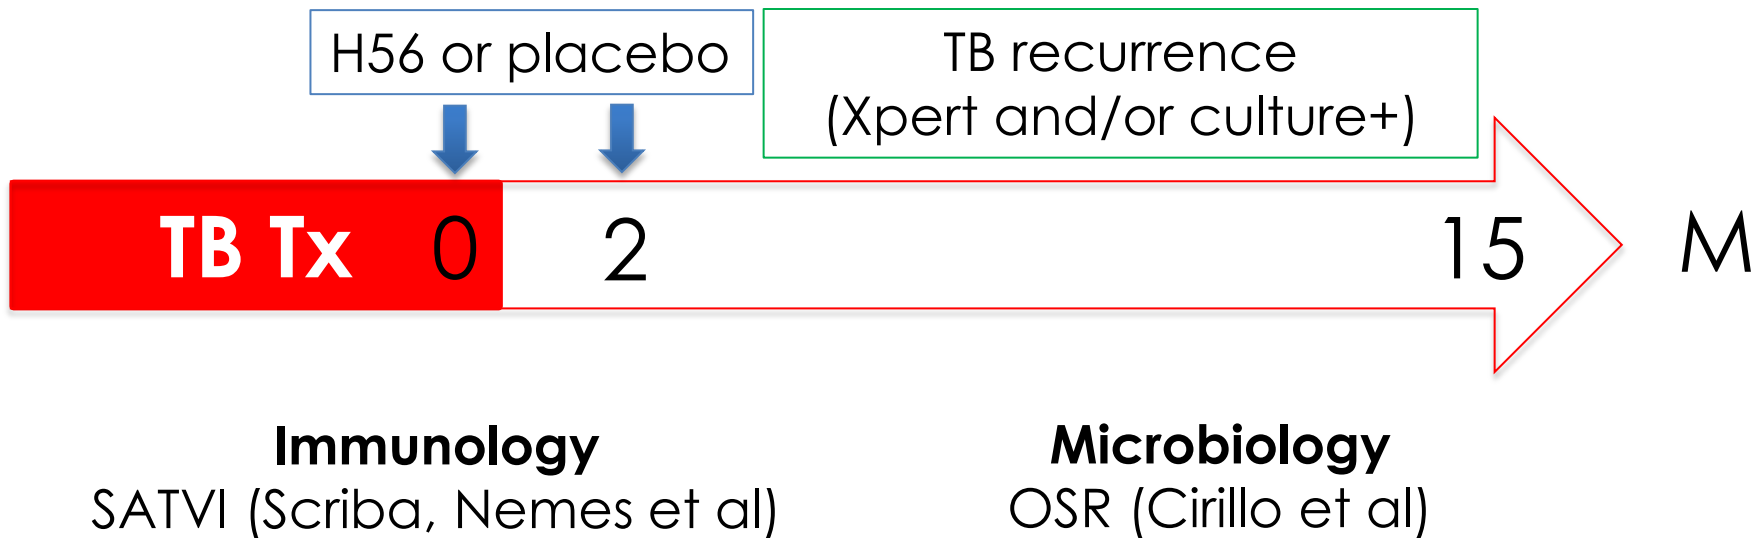 H56 or placebo
TB recurrence
(Xpert and/or culture+)
TB Tx 0 2 15 M
Immunology
SATVI (Scriba, Nemes et al)
Microbiology
OSR (Cirillo et al)